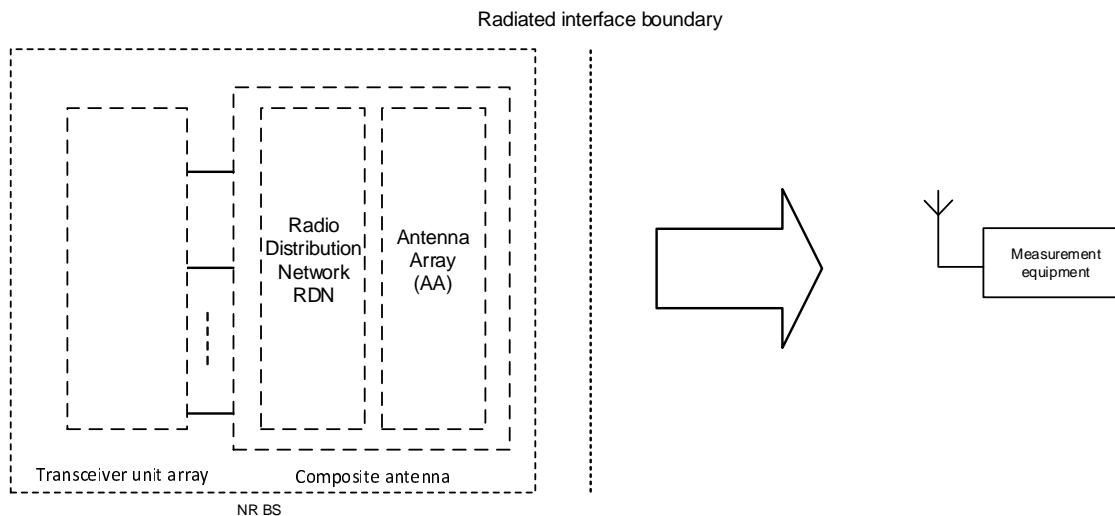 Radiated interface boundary
Radio
Distribution
Network
RDN
Antenna
Array
(AA)
Measurement
equipment
Transceiver unit array
Composite antenna
NR BS